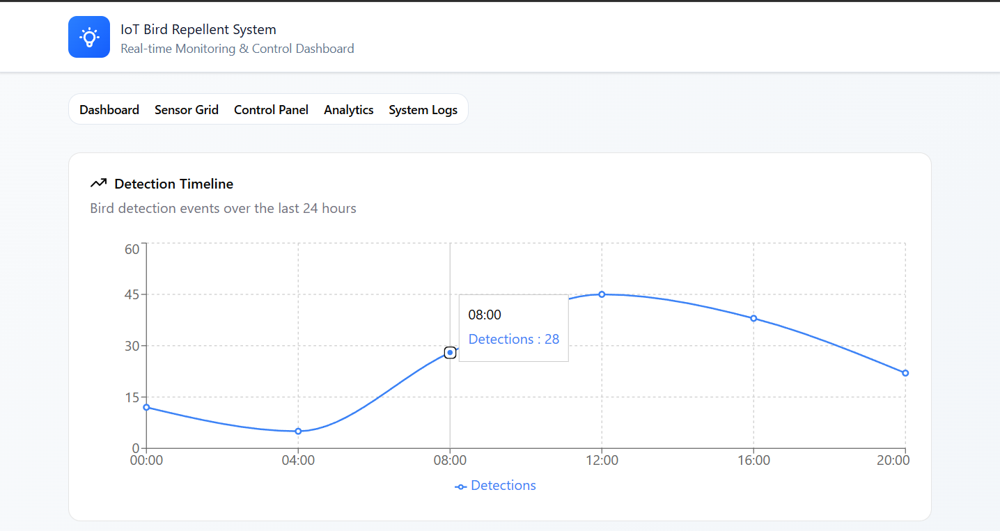 IoT Bird Repellent System
Real-time Monitoring & Control Dashboard
Dashboard Sensor Grid Control Panel Analytics System Logs
Detection Timeline
Bird detection events over the last 24 hours
60
45
30
15
0
08:00
Detections : 28
00:00 04:00 08:00 12:00 16:00 20:00
Detections